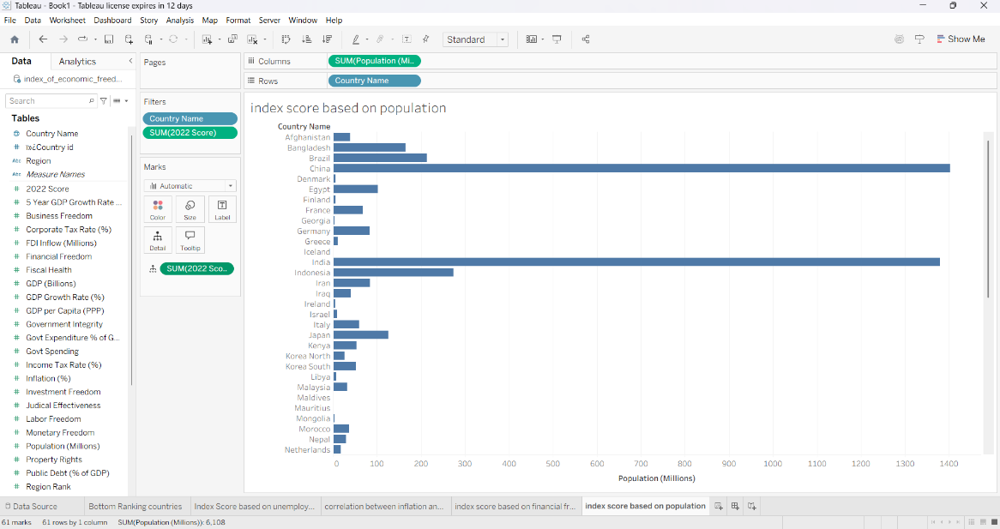 Tableau - Book1 - Tableau license expires in 12 days
File Data Worksheet Dashboard Story Analysis Map Format Server Window Help
Standard
Show Me
Data Analytics
index_of_economic_freed...
Search
Tables
Country Name
ï»¿Country id
Abc Region
Abc Measure Names
2022 Score
5 Year GDP Growth Rate ...
Business Freedom
Corporate Tax Rate (%)
FDI Inflow (Millions)
Financial Freedom
Fiscal Health
GDP (Billions)
GDP Growth Rate (%)
GDP per Capita (PPP)
Government Integrity
Govt Expenditure % of G...
Govt Spending
Income Tax Rate (%)
Inflation (%)
Investment Freedom
Judical Effectiveness
Labor Freedom
Monetary Freedom
Population (Millions)
Property Rights
Public Debt (% of GDP)
Region Rank
Pages
Filters
Country Name
SUM(2022 Score)
Marks
Automatic
Color Size Label
Detail Tooltip
SUM(2022 Sco..
Columns SUM(Population (Mi..
Rows Country Name
index score based on population
Country Name
Afghanistan
Bangladesh
Brazil
China
Denmark
Egypt
Finland
France
Georgia
Germany
Greece
Iceland
India
Indonesia
Iran
Iraq
Ireland
Israel
Italy
Japan
Kenya
Korea North
Korea South
Libya
Malaysia
Maldives
Mauritius
Mongolia
Morocco
Nepal
Netherlands
0 100 200 300 400 500 600 700 800 900 1000 1100 1200 1300 1400
Population (Millions)
Data Source Bottom Ranking countries Index Score based on unemploy... correlation between inflation an... index score based on financial fr... index score based on population
61 marks 61 rows by 1 column SUM(Population (Millions)): 6,108